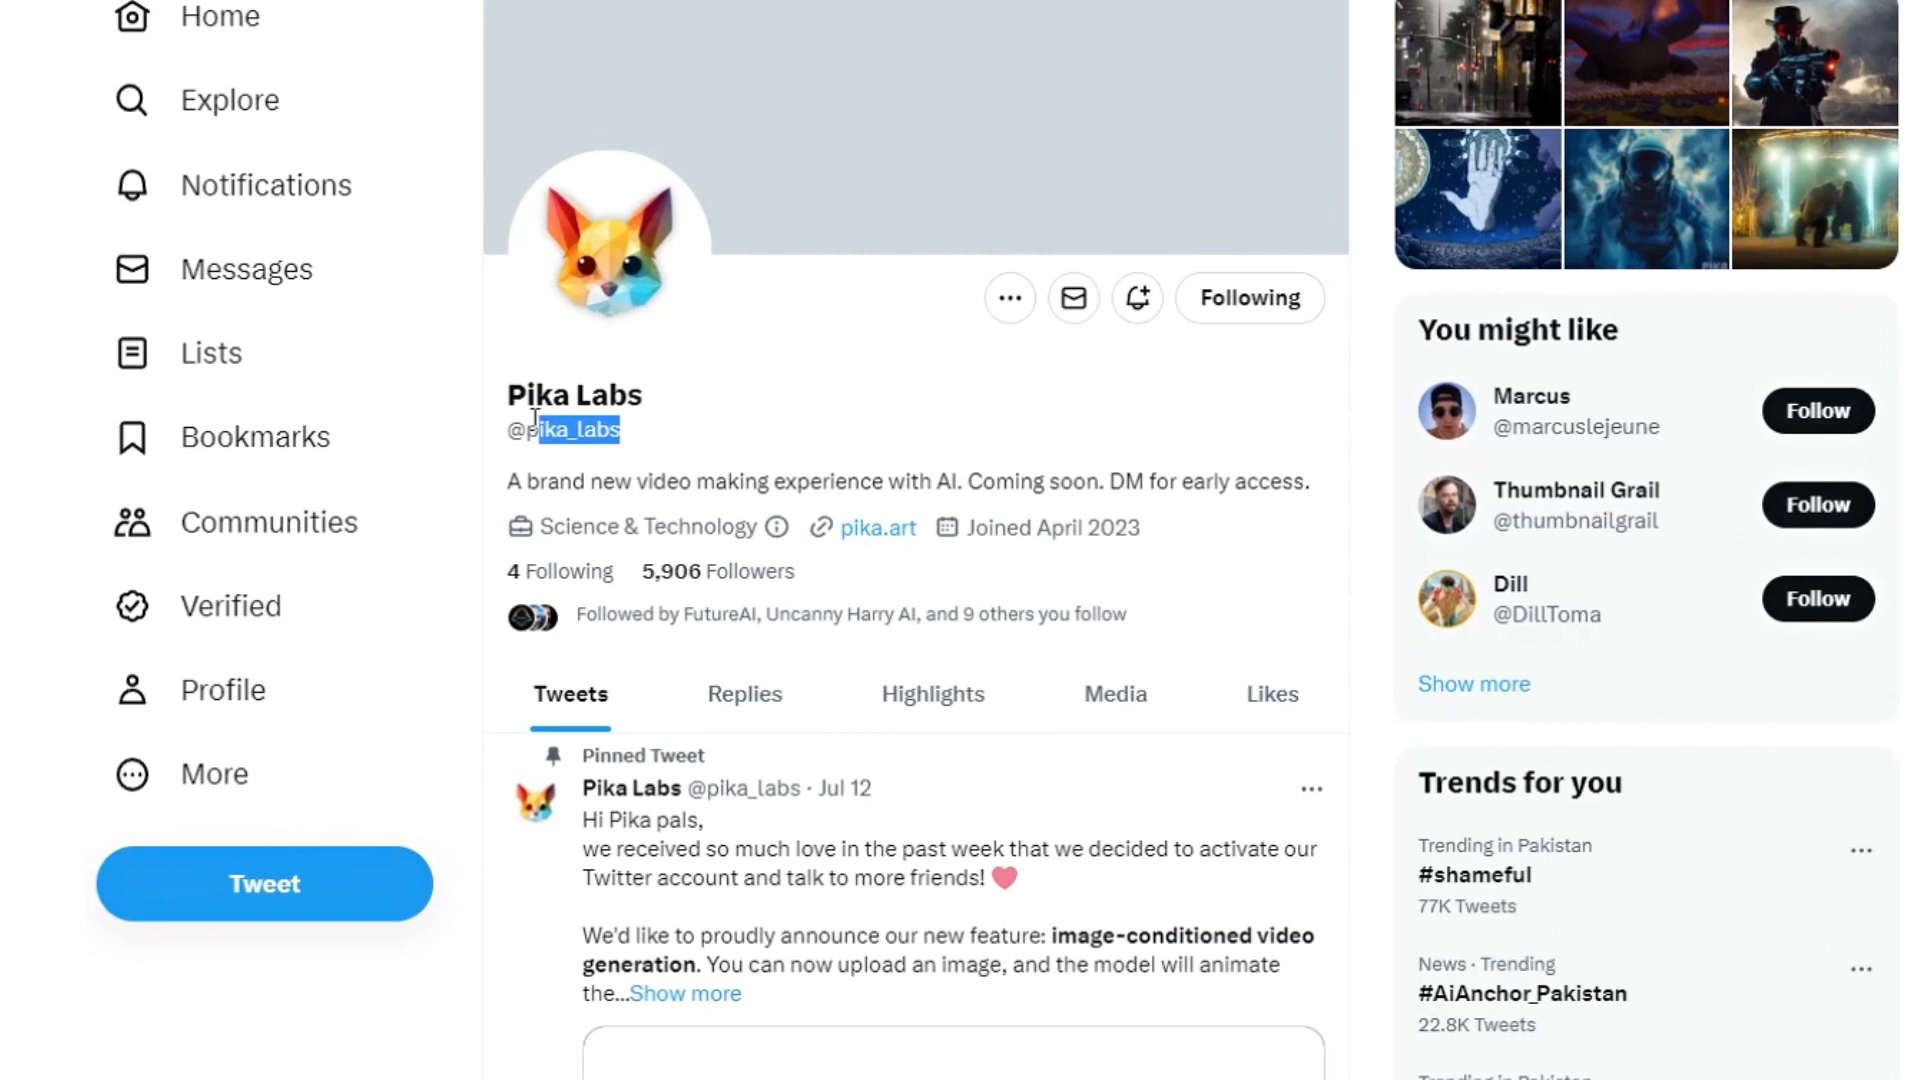 Home
Explore
Notifications
Messages
Lists
Bookmarks
Communities
Verified
Profile
More
Tweet
Following
Pika Labs
@pika_labs
A brand new video making experience with AI. Coming soon. DM for early access.
Science & Technology pika.art Joined April 2023
4 Following 5,906 Followers
Followed by FutureAI, Uncanny Harry AI, and 9 others you follow
Tweets Replies Highlights Media Likes
Pinned Tweet
Pika Labs @pika_labs · Jul 12
Hi Pika pals,
we received so much love in the past week that we decided to activate our
Twitter account and talk to more friends!
We'd like to proudly announce our new feature: image-conditioned video
generation. You can now upload an image, and the model will animate
the...Show more
PIKA
You might like
Marcus
@marcuslejeune
Follow
Thumbnail Grail
@thumbnailgrail
Follow
Dill
@DillToma
Follow
Show more
Trends for you
Trending in Pakistan
#shameful
77K Tweets
News · Trending
#AiAnchor_Pakistan
22.8K Tweets
Trending in Pakistan